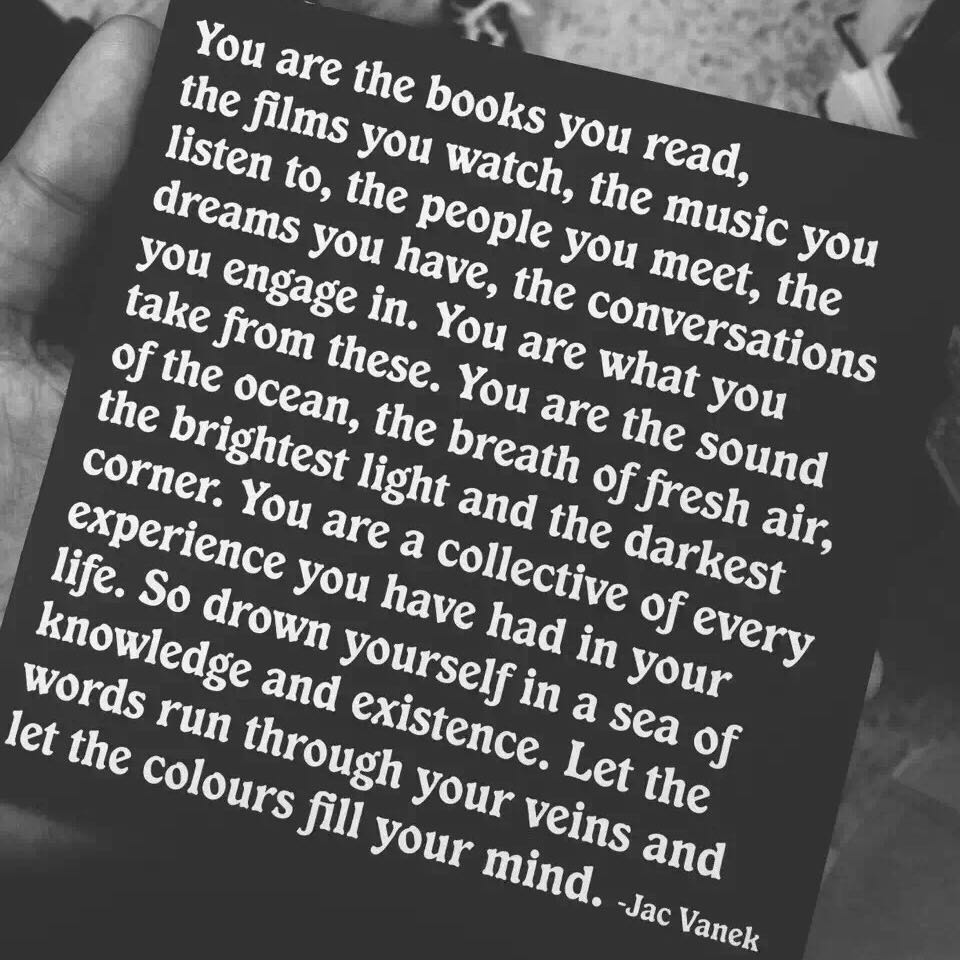 You are the books you read,
the films you watch, the music you
listen to, the people you meet, the
dreams you have, the conversations
you engage in. You are what you
take from these. You are the sound
of the ocean, the breath of fresh air,
the brightest light and the darkest
corner. You are a collective of every
experience you have had in your
life. So drown yourself in a sea of
knowledge and existence. Let the
words run through your veins and
let the colours fill your mind. -Jac Vanek